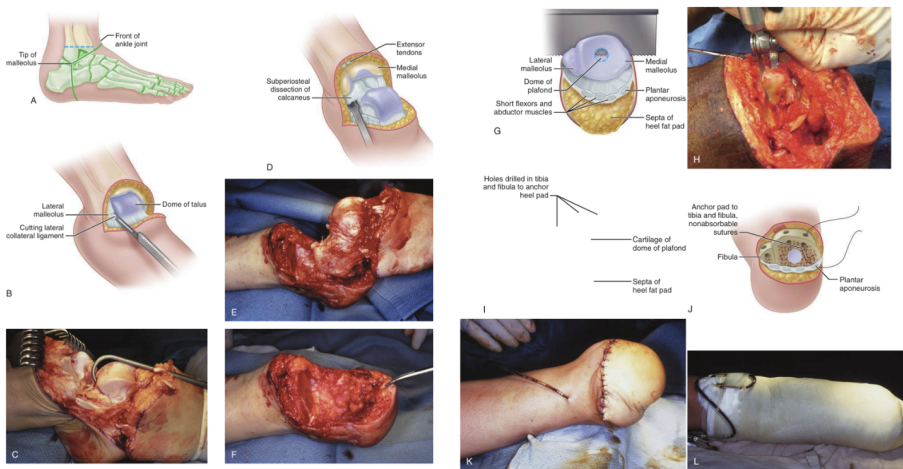 Front of
ankle joint
Tip of
malleolus
A
Lateral
malleolus
Cutting lateral
collateral ligament
Dome of talus
B
C
Extensor
tendons
Medial
malleolus
Subperiosteal
dissection of
calcaneus
D
E
F
Lateral
malleolus
Dome of
plafond
Short flexors and
abductor muscles
Medial
malleolus
Plantar
aponeurosis
Septa of
heel fat pad
G
H
Holes drilled in tibia
and fibula to anchor
heel pad
Cartilage of
dome of plafond
Septa of
heel fat pad
I
Anchor pad to
tibia and fibula,
nonabsorbable
sutures
Fibula
Plantar
aponeurosis
J
K
L